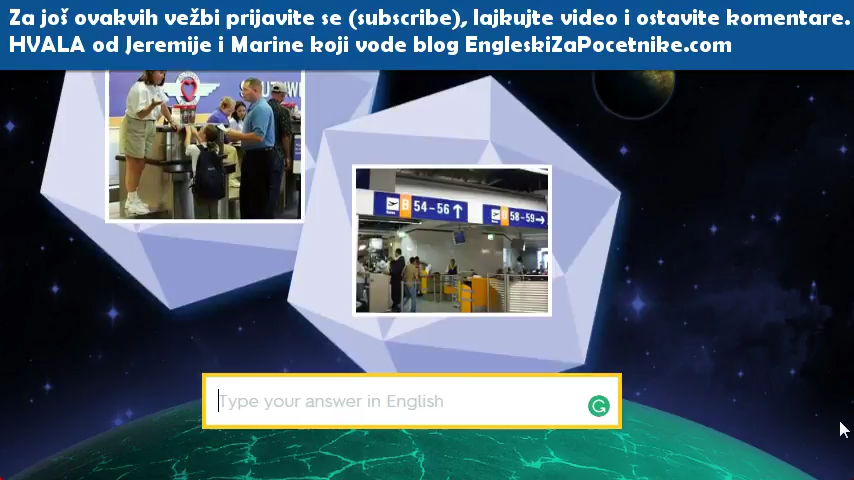 Za još ovakvih vežbi prijavite se (subscribe), lajkujte video i ostavite komentare.
HVALA od Jeremije i Marine koji vode blog EngleskiZaPocetnike.com
B 54-56 ↑
58-59→
Type your answer in English